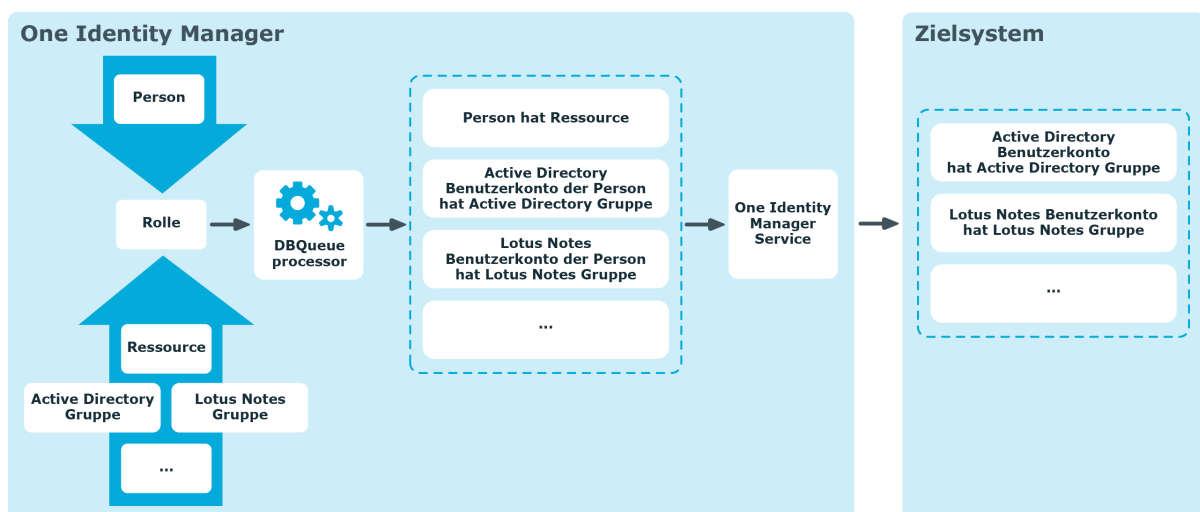 One Identity Manager
Person
Rolle
Ressource
Active Directory
Gruppe
Lotus Notes
Gruppe
...
DBQueue
processor
Person hat Ressource
Active Directory
Benutzerkonto der Person
hat Active Directory Gruppe
Lotus Notes
Benutzerkonto der Person
hat Lotus Notes Gruppe
...
One Identity
Manager
Service
Zielsystem
Active Directory
Benutzerkonto
hat Active Directory Gruppe
Lotus Notes Benutzerkonto
hat Lotus Notes Gruppe
...